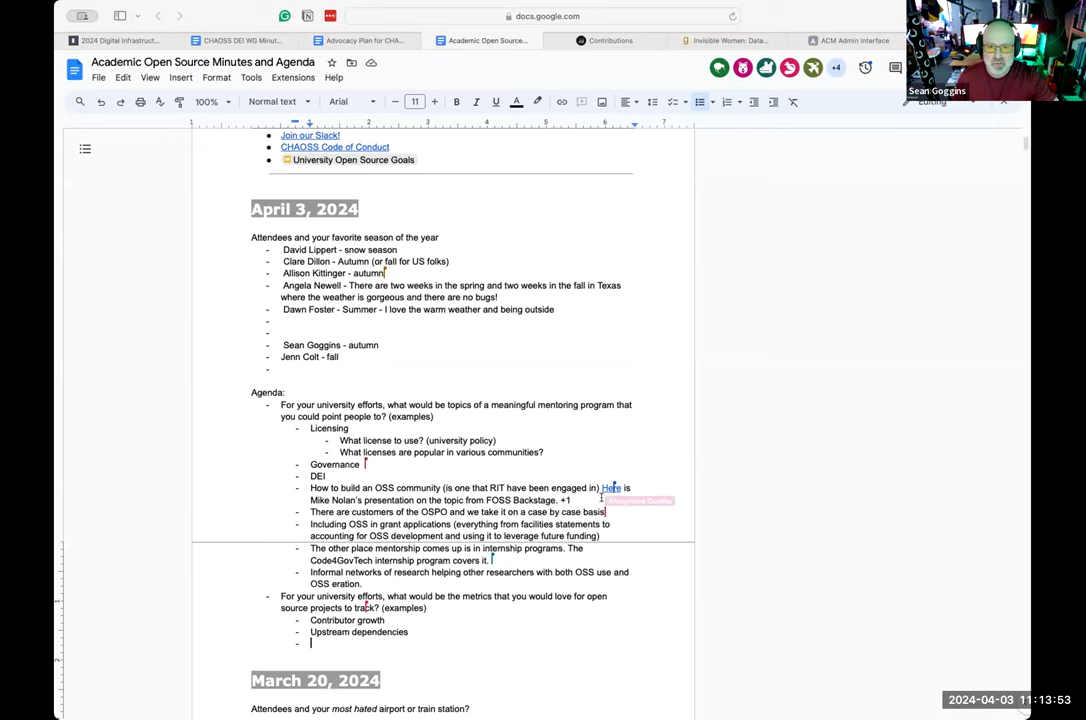 docs.google.com
2024 Digital Infrastruct...
CHAOSS DEI WG Minut...
Advocacy Plan for CHA...
Academic Open Source...
Contributions
Invisible Women: Data...
ACM Admin Interface
Academic Open Source Minutes and Agenda
+4
File Edit View Insert Format Tools Extensions Help
Sean Goggins
100% Normal text Arial 11 B I U A Editing
1 1 2 3 4 5 6 7
Join our Slack!
CHAOSS Code of Conduct
University Open Source Goals
April 3, 2024
Attendees and your favorite season of the year
- David Lippert - snow season
- Clare Dillon - Autumn (or fall for US folks)
- Allison Kittinger - autumn
- Angela Newell - There are two weeks in the spring and two weeks in the fall in Texas
where the weather is gorgeous and there are no bugs!
- Dawn Foster - Summer - I love the warm weather and being outside
-
-
- Sean Goggins - autumn
- Jenn Colt - fall
-
Agenda:
- For your university efforts, what would be topics of a meaningful mentoring program that
you could point people to? (examples)
- Licensing
- What license to use? (university policy)
- What licenses are popular in various communities?
- Governance
- DEI
- How to build an OSS community (is one that RIT have been engaged in) Here is
Mike Nolan's presentation on the topic from FOSS Backstage. +1
- There are customers of the OSPO and we take it on a case by case basis
- Including OSS in grant applications (everything from facilities statements to
accounting for OSS development and using it to leverage future funding)
- The other place mentorship comes up is in internship programs. The
Code4GovTech internship program covers it.
- Informal networks of research helping other researchers with both OSS use and
OSS eration.
- For your university efforts, what would be the metrics that you would love for open
source projects to track? (examples)
- Contributor growth
- Upstream dependencies
-
March 20, 2024
Attendees and your most hated airport or train station?
2024-04-03 11:13:53